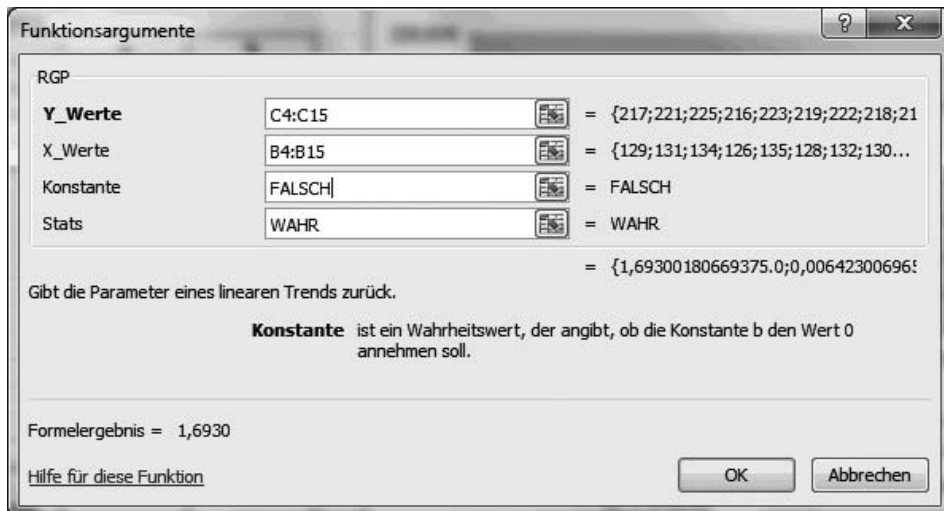 Funktionsargumente
RGP
Y_Werte C4:C15 = {217;221;225;216;223;219;222;218;21
X_Werte B4:B15 = {129;131;134;126;135;128;132;130...
Konstante FALSCH = FALSCH
Stats WAHR = WAHR
= {1,69300180669375.0;0,006423006965
Gibt die Parameter eines linearen Trends zurück.
Konstante ist ein Wahrheitswert, der angibt, ob die Konstante b den Wert 0
annehmen soll.
Formelergebnis = 1,6930
Hilfe für diese Funktion OK Abbrechen